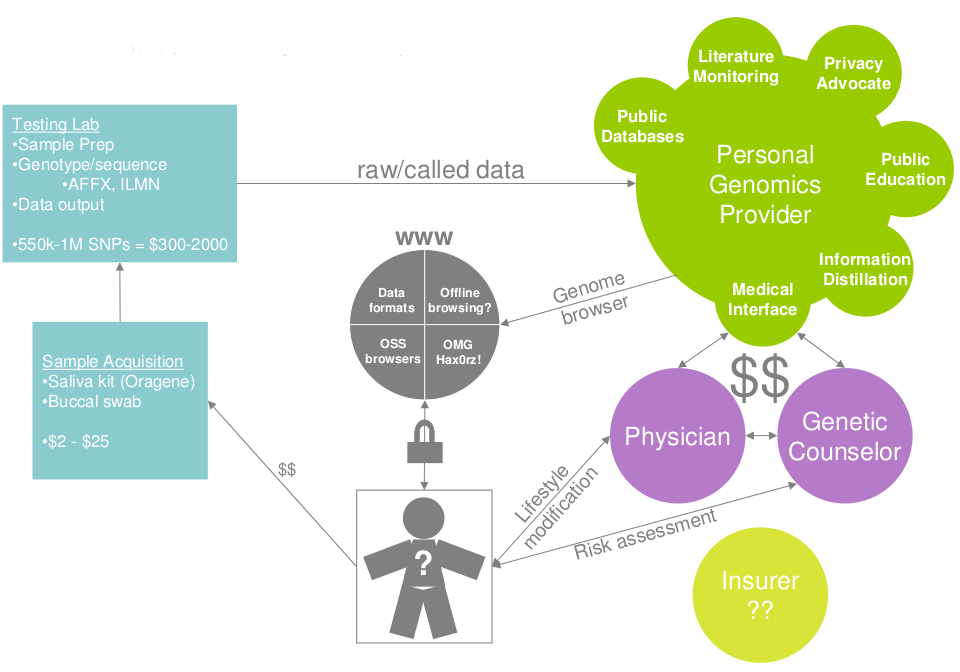 Testing Lab
•Sample Prep
•Genotype/sequence
•AFFX, ILMN
•Data output
•550k-1M SNPs = $300-2000
raw/called data
Literature
Monitoring
Privacy
Advocate
Public
Databases
Personal
Genomics
Provider
Public
Education
Information
Distillation
Medical
Interface
www
Data
formats
Offline
browsing?
OSS
browsers
OMG
Hax0rz!
Genome
browser
Sample Acquisition
•Saliva kit (Oragene)
•Buccal swab
•$2 - $25
$$
$$
Physician
Genetic
Counselor
Lifestyle
modification
Risk assessment
?
Insurer
??